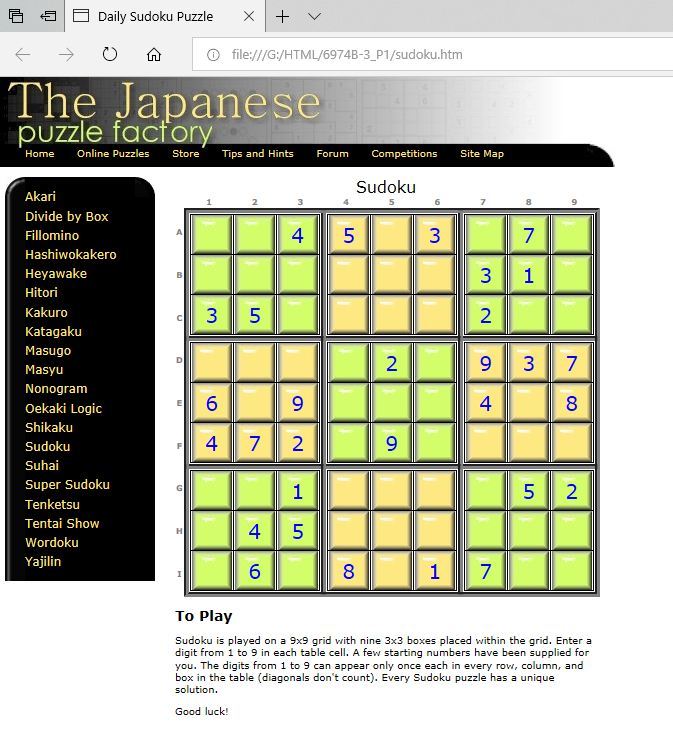 Daily Sudoku Puzzle
file:///G:/HTML/6974B-3_P1/sudoku.htm
The Japanese
puzzle factory
Home Online Puzzles Store Tips and Hints Forum Competitions Site Map
Akari
Divide by Box
Fillomino
Hashiwokakero
Heyawake
Hitori
Kakuro
Katagaku
Masugo
Masyu
Nonogram
Oekaki Logic
Shikaku
Sudoku
Suhai
Super Sudoku
Tenketsu
Tentai Show
Wordoku
Yajilin
Sudoku
1 2 3 4 5 6 7 8 9
A 4 5 3 7
B 3 1
C 3 5 2
D 2 9 3 7
E 6 9 4 8
F 4 7 2 9
G 1 5 2
H 4 5
I 6 8 1 7
To Play
Sudoku is played on a 9x9 grid with nine 3x3 boxes placed within the grid. Enter a
digit from 1 to 9 in each table cell. A few starting numbers have been supplied for
you. The digits from 1 to 9 can appear only once each in every row, column, and
box in the table (diagonals don't count). Every Sudoku puzzle has a unique
solution.
Good luck!